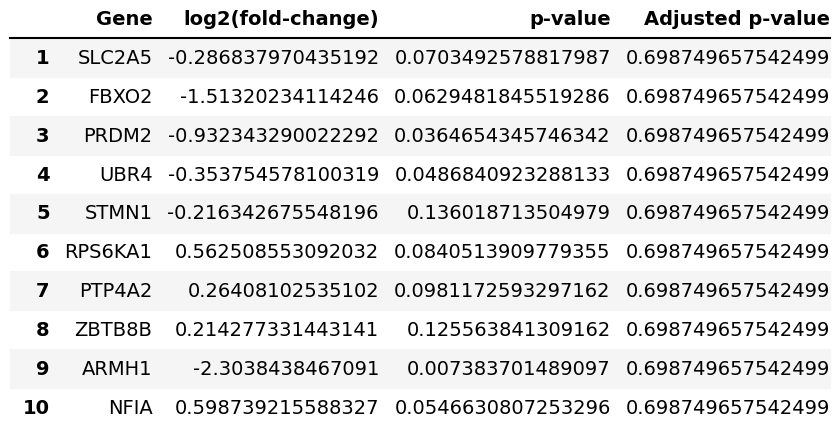 Gene log2(fold-change) p-value Adjusted p-value
1 SLC2A5 -0.286837970435192 0.0703492578817987 0.698749657542499
2 FBXO2 -1.51320234114246 0.0629481845519286 0.698749657542499
3 PRDM2 -0.932343290022292 0.0364654345746342 0.698749657542499
4 UBR4 -0.353754578100319 0.0486840923288133 0.698749657542499
5 STMN1 -0.216342675548196 0.136018713504979 0.698749657542499
6 RPS6KA1 0.562508553092032 0.0840513909779355 0.698749657542499
7 PTP4A2 0.26408102535102 0.0981172593297162 0.698749657542499
8 ZBTB8B 0.214277331443141 0.125563841309162 0.698749657542499
9 ARMH1 -2.3038438467091 0.007383701489097 0.698749657542499
10 NFIA 0.598739215588327 0.0546630807253296 0.698749657542499